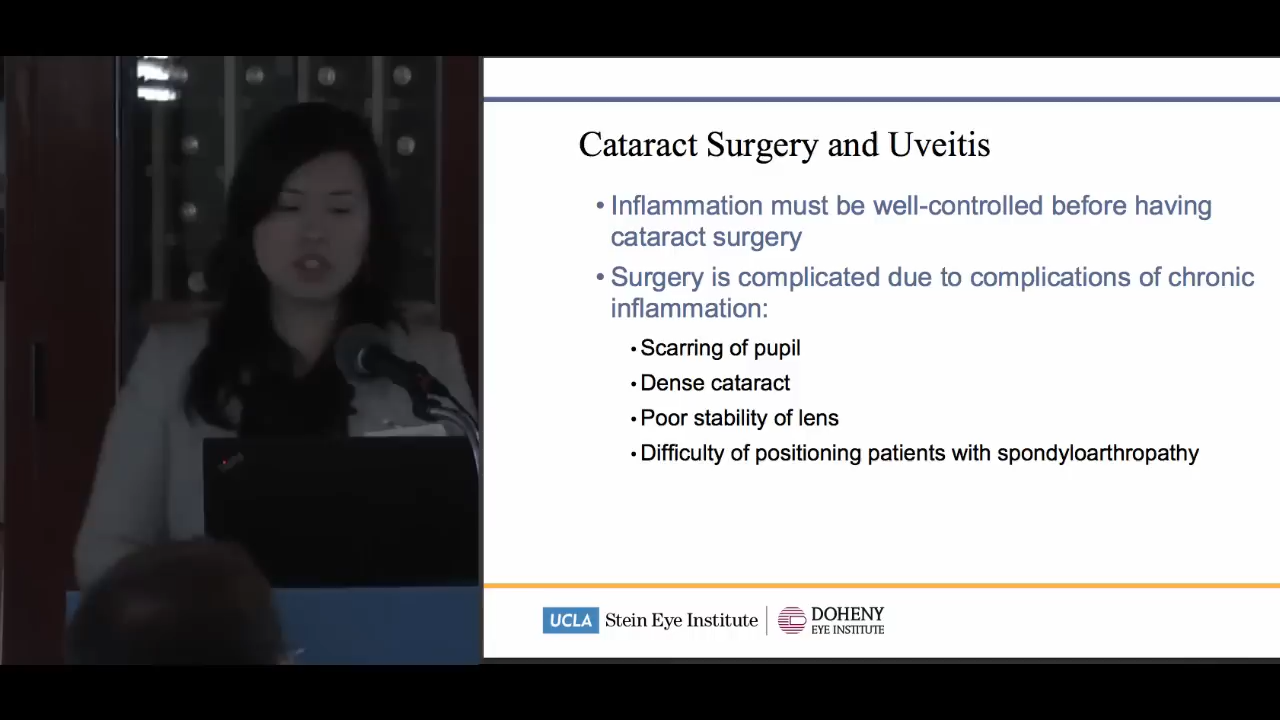 Cataract Surgery and Uveitis
• Inflammation must be well-controlled before having
cataract surgery
• Surgery is complicated due to complications of chronic
inflammation:
• Scarring of pupil
• Dense cataract
• Poor stability of lens
• Difficulty of positioning patients with spondyloarthropathy
UCLA Stein Eye Institute
DOHENY
EYE INSTITUTE